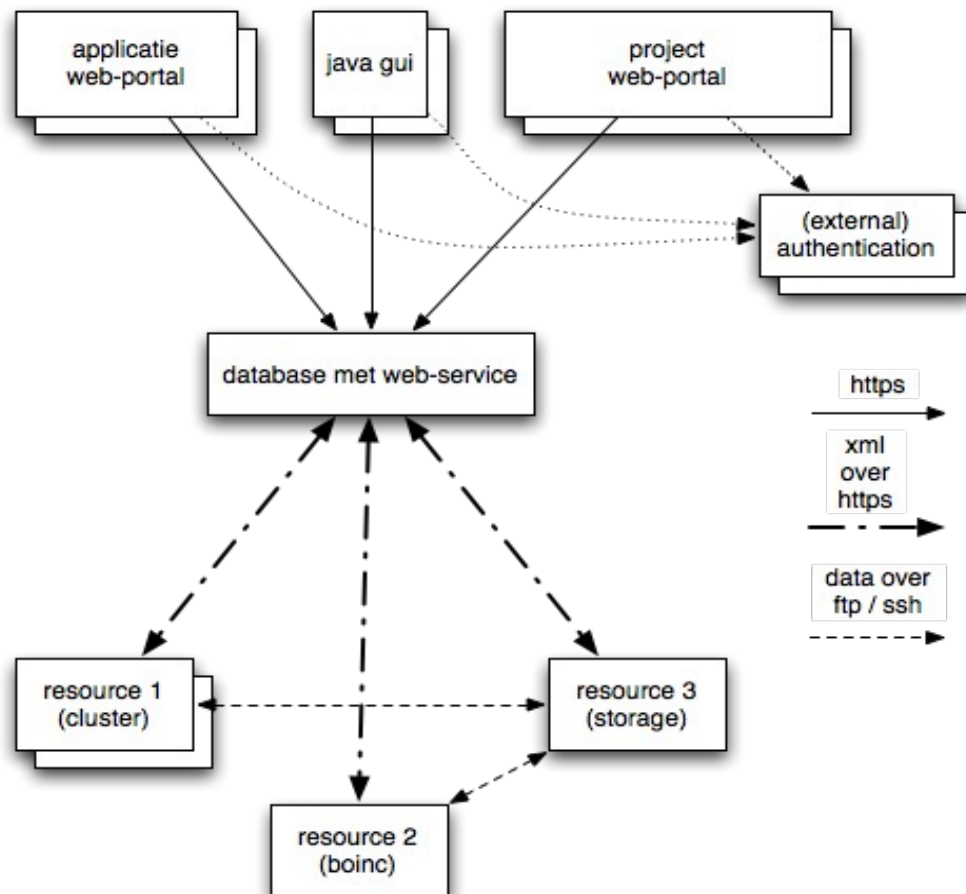 applicatie
web-portal
java gui
project
web-portal
(external)
authentication
database met web-service
https
xml
over
https
data over
ftp / ssh
resource 1
(cluster)
resource 3
(storage)
resource 2
(boinc)